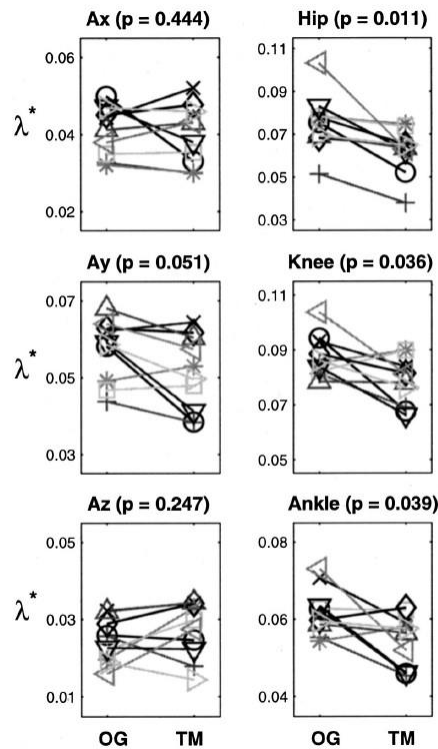 Ax (p = 0.444) Hip (p = 0.011)
0.06 0.11
0.09
λ* 0.04 0.07
0.05
0.02 0.03
Ay (p = 0.051) Knee (p = 0.036)
0.07 0.11
0.09
λ* 0.05
0.07
0.03 0.05
Az (p = 0.247) Ankle (p = 0.039)
0.05 0.08
λ* 0.03 0.06
0.01 0.04
OG TM OG TM